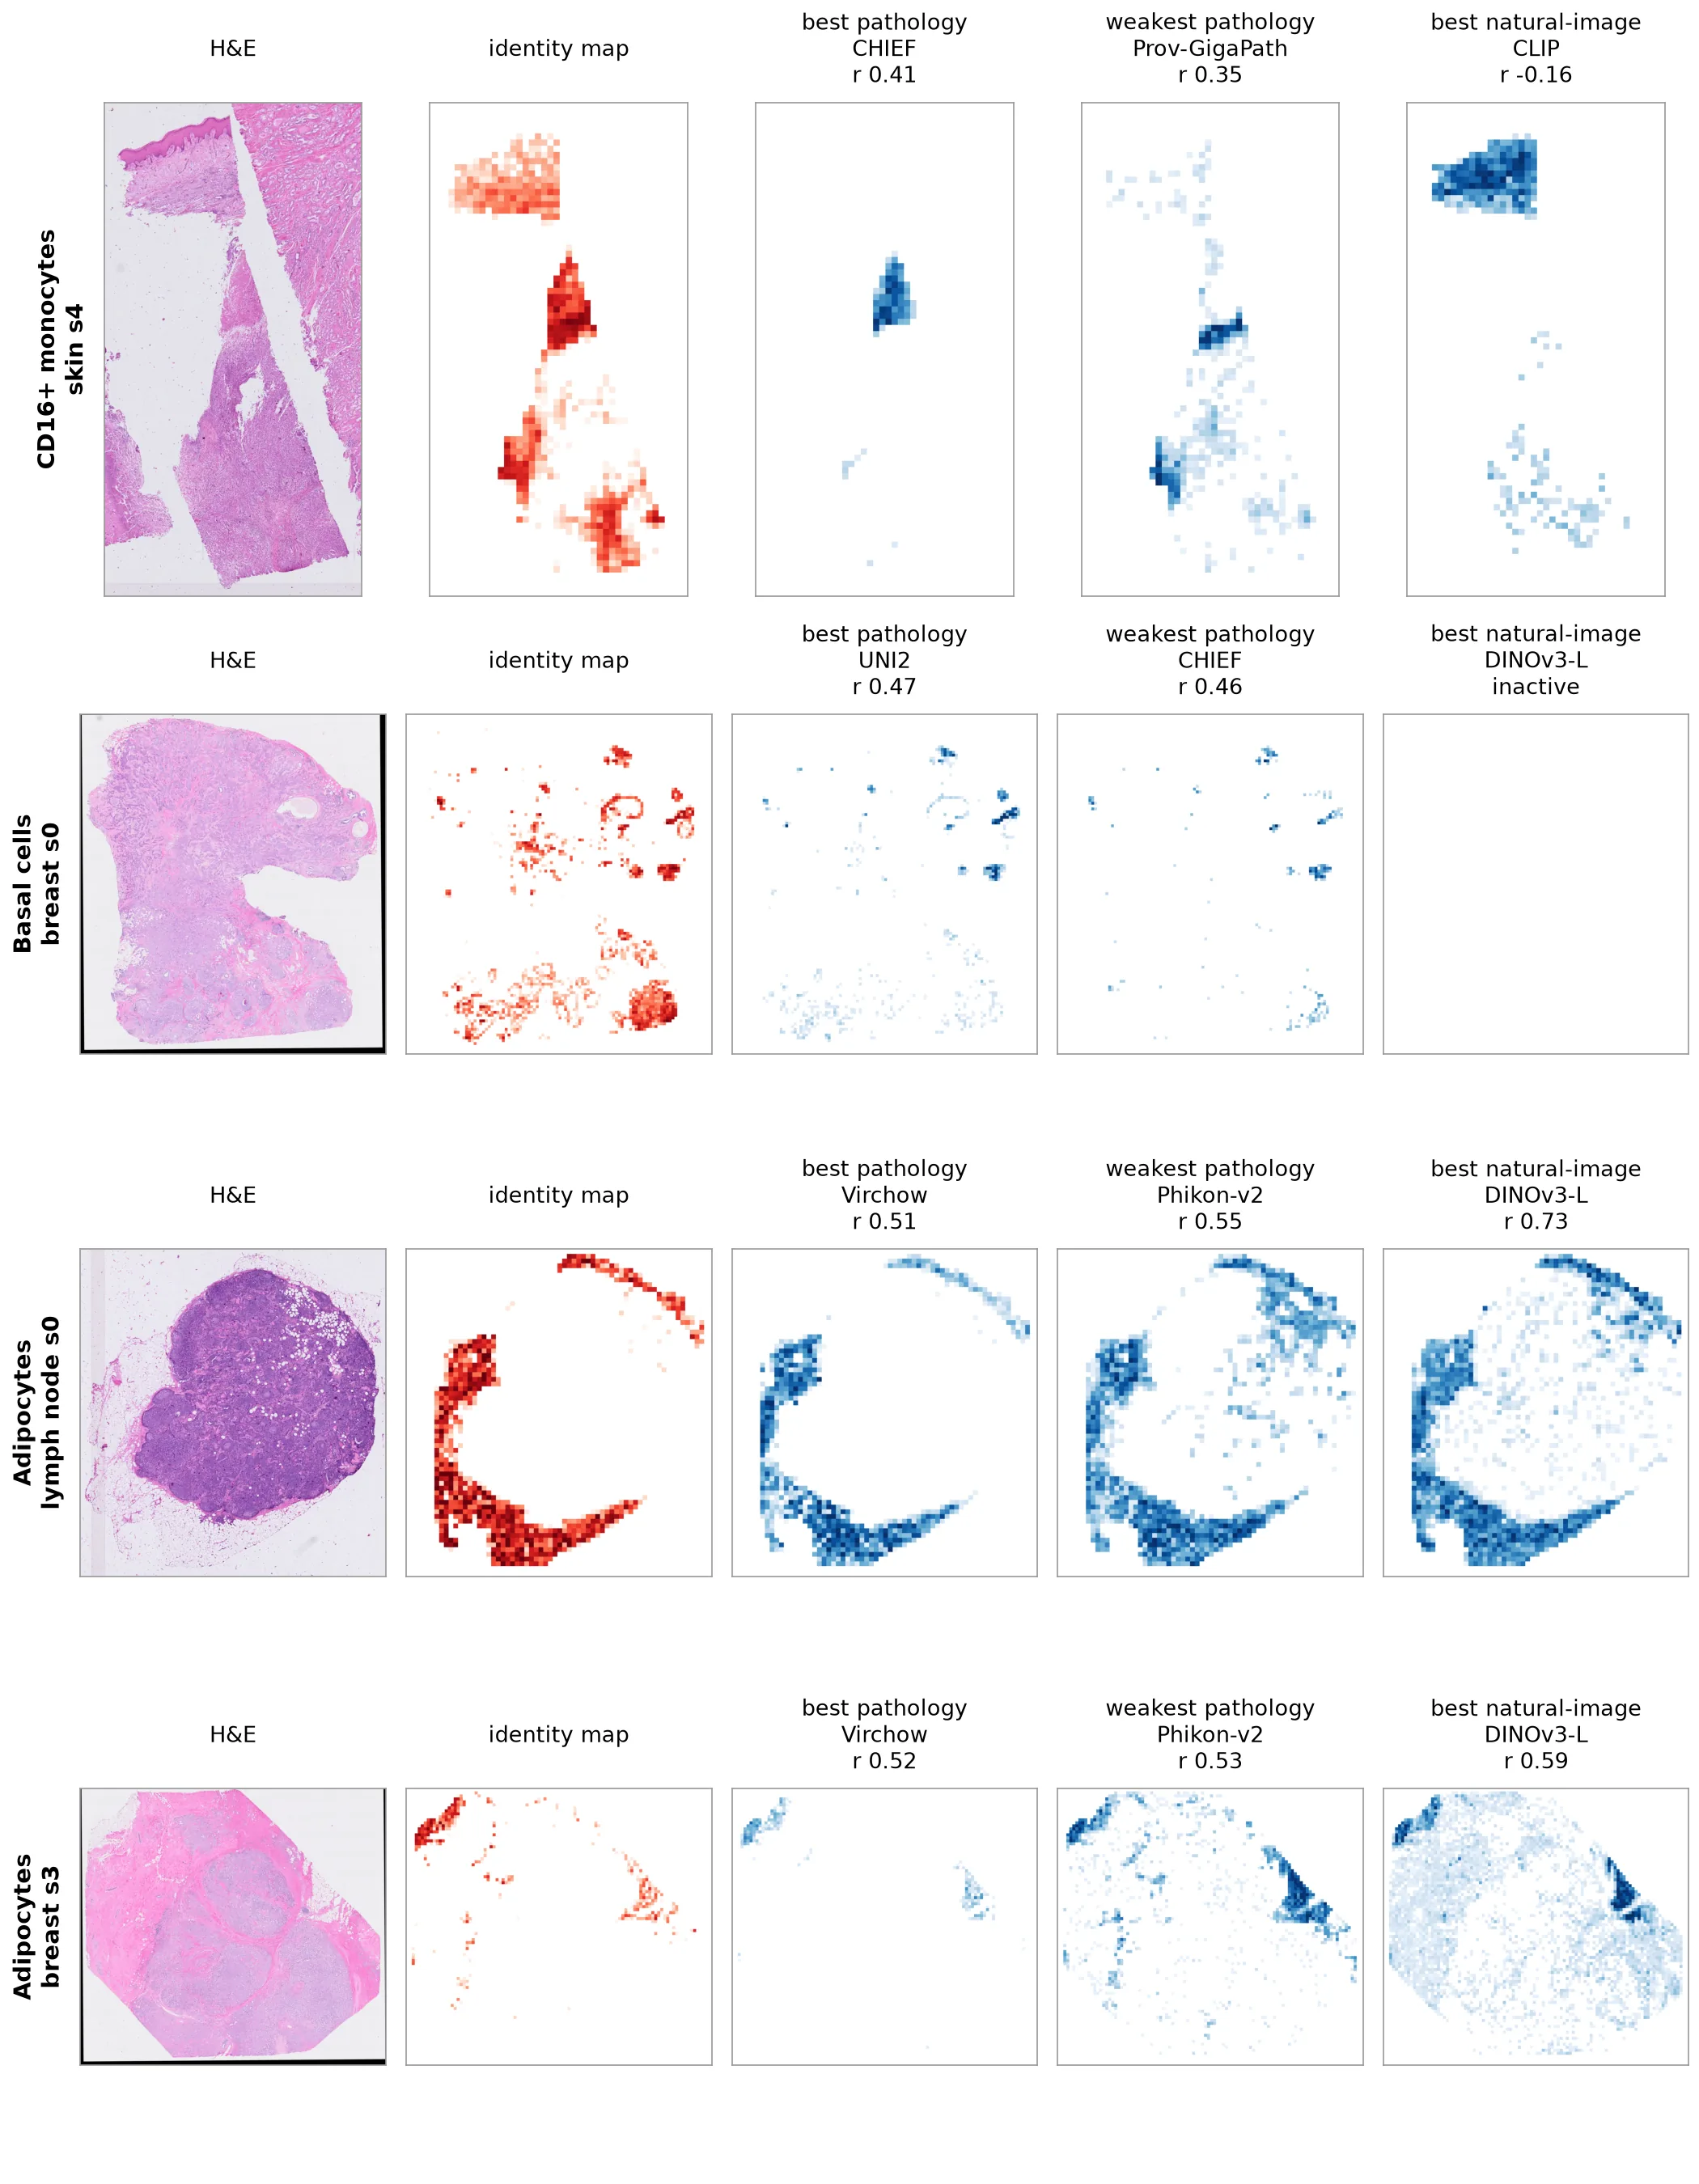 H&E
identity map
best pathology
CHIEF
r 0.41
weakest pathology
Prov-GigaPath
r 0.35
best natural-image
CLIP
r -0.16
CD16+ monocytes
skin s4
H&E
identity map
best pathology
UNI2
r 0.47
weakest pathology
CHIEF
r 0.46
best natural-image
DINOv3-L
inactive
Basal cells
breast s0
H&E
identity map
best pathology
Virchow
r 0.51
weakest pathology
Phikon-v2
r 0.55
best natural-image
DINOv3-L
r 0.73
Adipocytes
lymph node s0
H&E
identity map
best pathology
Virchow
r 0.52
weakest pathology
Phikon-v2
r 0.53
best natural-image
DINOv3-L
r 0.59
Adipocytes
breast s3